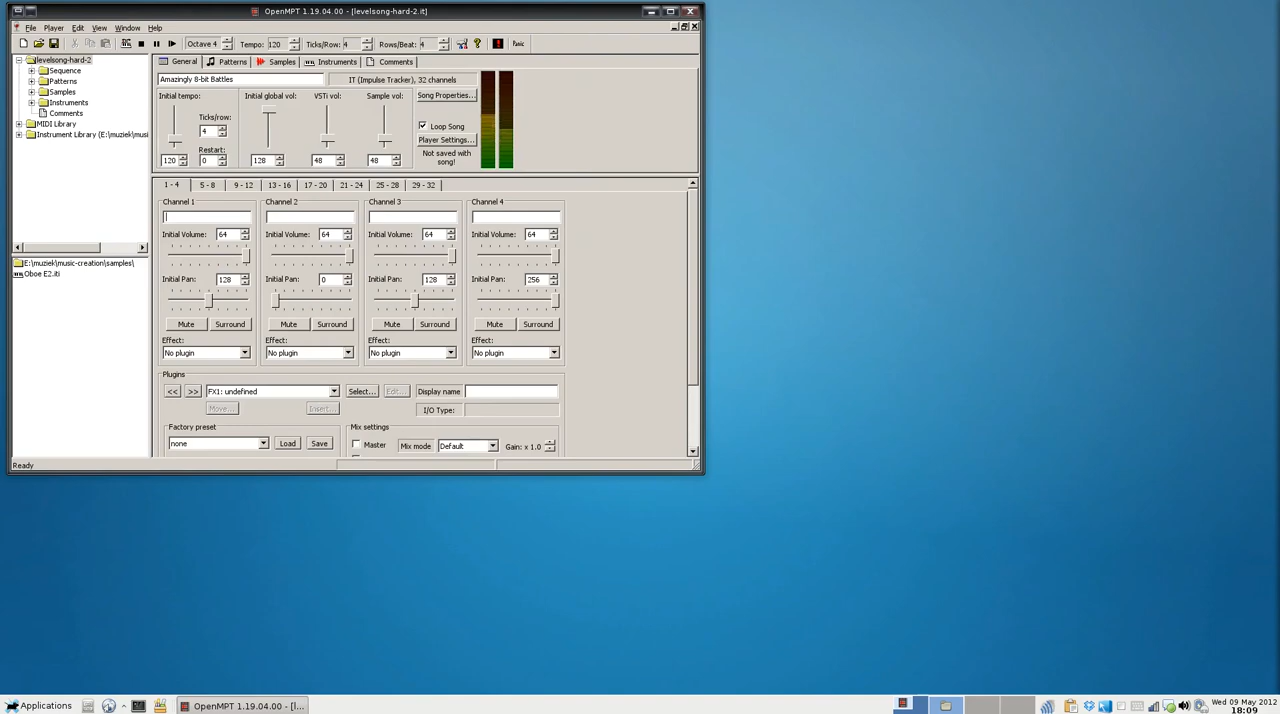 OpenMPT 1.19.04.00 - [levelsong-hard-2.it]
File Player Edit View Window Help
Octave 4 Tempo: 120 Ticks/Row: 4 Rows/Beat: 4 Panic
levelsong-hard-2
Sequence
Patterns
Samples
Instruments
Comments
MIDI Library
Instrument Library (E:\muziek\musi
E:\muziek\music-creation\samples\
Oboe E2.iti
General Patterns Samples Instruments Comments
Amazingly 8-bit Battles IT (Impulse Tracker), 32 channels
Initial tempo: Initial global vol: VSTi vol: Sample vol: Song Properties...
Ticks/row:
4
Loop Song
Player Settings...
Restart:
Not saved with
song!
120 0 128 48 48
1 - 4 5 - 8 9 - 12 13 - 16 17 - 20 21 - 24 25 - 28 29 - 32
Channel 1 Channel 2 Channel 3 Channel 4
Initial Volume: 64 Initial Volume: 64 Initial Volume: 64 Initial Volume: 64
Initial Pan: 128 Initial Pan: 0 Initial Pan: 128 Initial Pan: 256
Mute Surround Mute Surround Mute Surround Mute Surround
Effect: Effect: Effect: Effect:
No plugin No plugin No plugin No plugin
Plugins
<< >> FX1: undefined Select... Edit... Display name
Move... Insert... I/O Type:
Factory preset Mix settings
none Load Save Master Mix mode Default Gain: x 1.0
Ready
Applications OpenMPT 1.19.04.00 - [l... Wed 09 May 2012
18:09